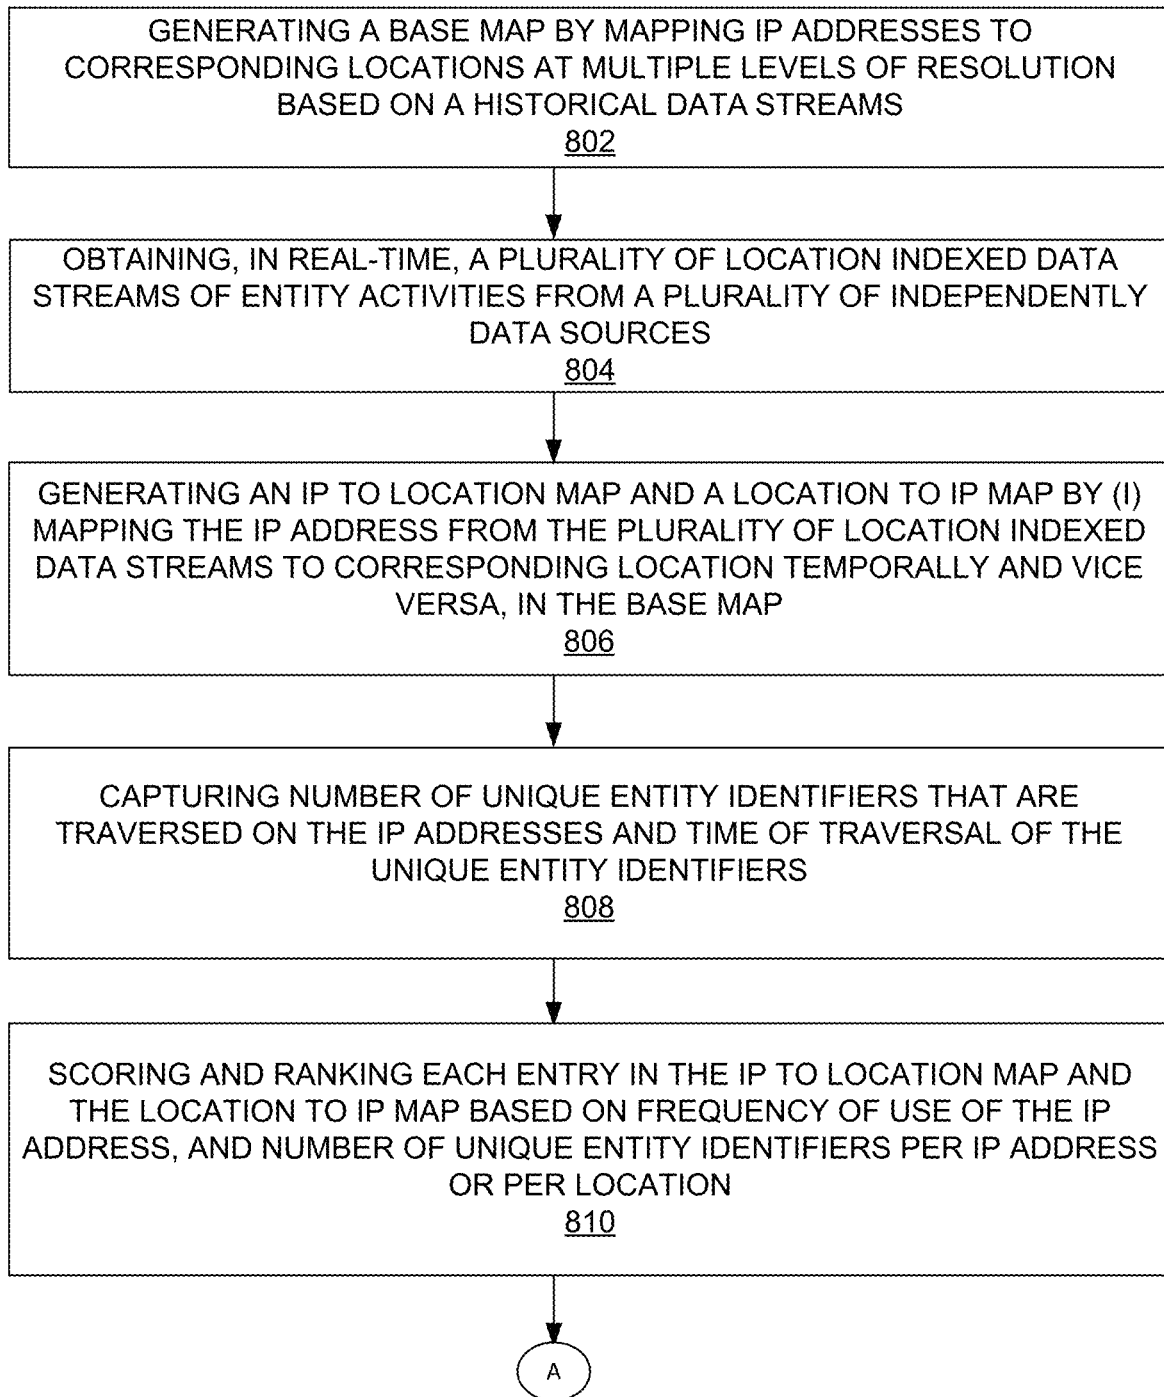 GENERATING A BASE MAP BY MAPPING IP ADDRESSES TO
CORRESPONDING LOCATIONS AT MULTIPLE LEVELS OF RESOLUTION
BASED ON A HISTORICAL DATA STREAMS
802
OBTAINING, IN REAL-TIME, A PLURALITY OF LOCATION INDEXED DATA
STREAMS OF ENTITY ACTIVITIES FROM A PLURALITY OF INDEPENDENTLY
DATA SOURCES
804
GENERATING AN IP TO LOCATION MAP AND A LOCATION TO IP MAP BY (I)
MAPPING THE IP ADDRESS FROM THE PLURALITY OF LOCATION INDEXED
DATA STREAMS TO CORRESPONDING LOCATION TEMPORALLY AND VICE
VERSA, IN THE BASE MAP
806
CAPTURING NUMBER OF UNIQUE ENTITY IDENTIFIERS THAT ARE
TRAVERSED ON THE IP ADDRESSES AND TIME OF TRAVERSAL OF THE
UNIQUE ENTITY IDENTIFIERS
808
SCORING AND RANKING EACH ENTRY IN THE IP TO LOCATION MAP AND
THE LOCATION TO IP MAP BASED ON FREQUENCY OF USE OF THE IP
ADDRESS, AND NUMBER OF UNIQUE ENTITY IDENTIFIERS PER IP ADDRESS
OR PER LOCATION
810
A